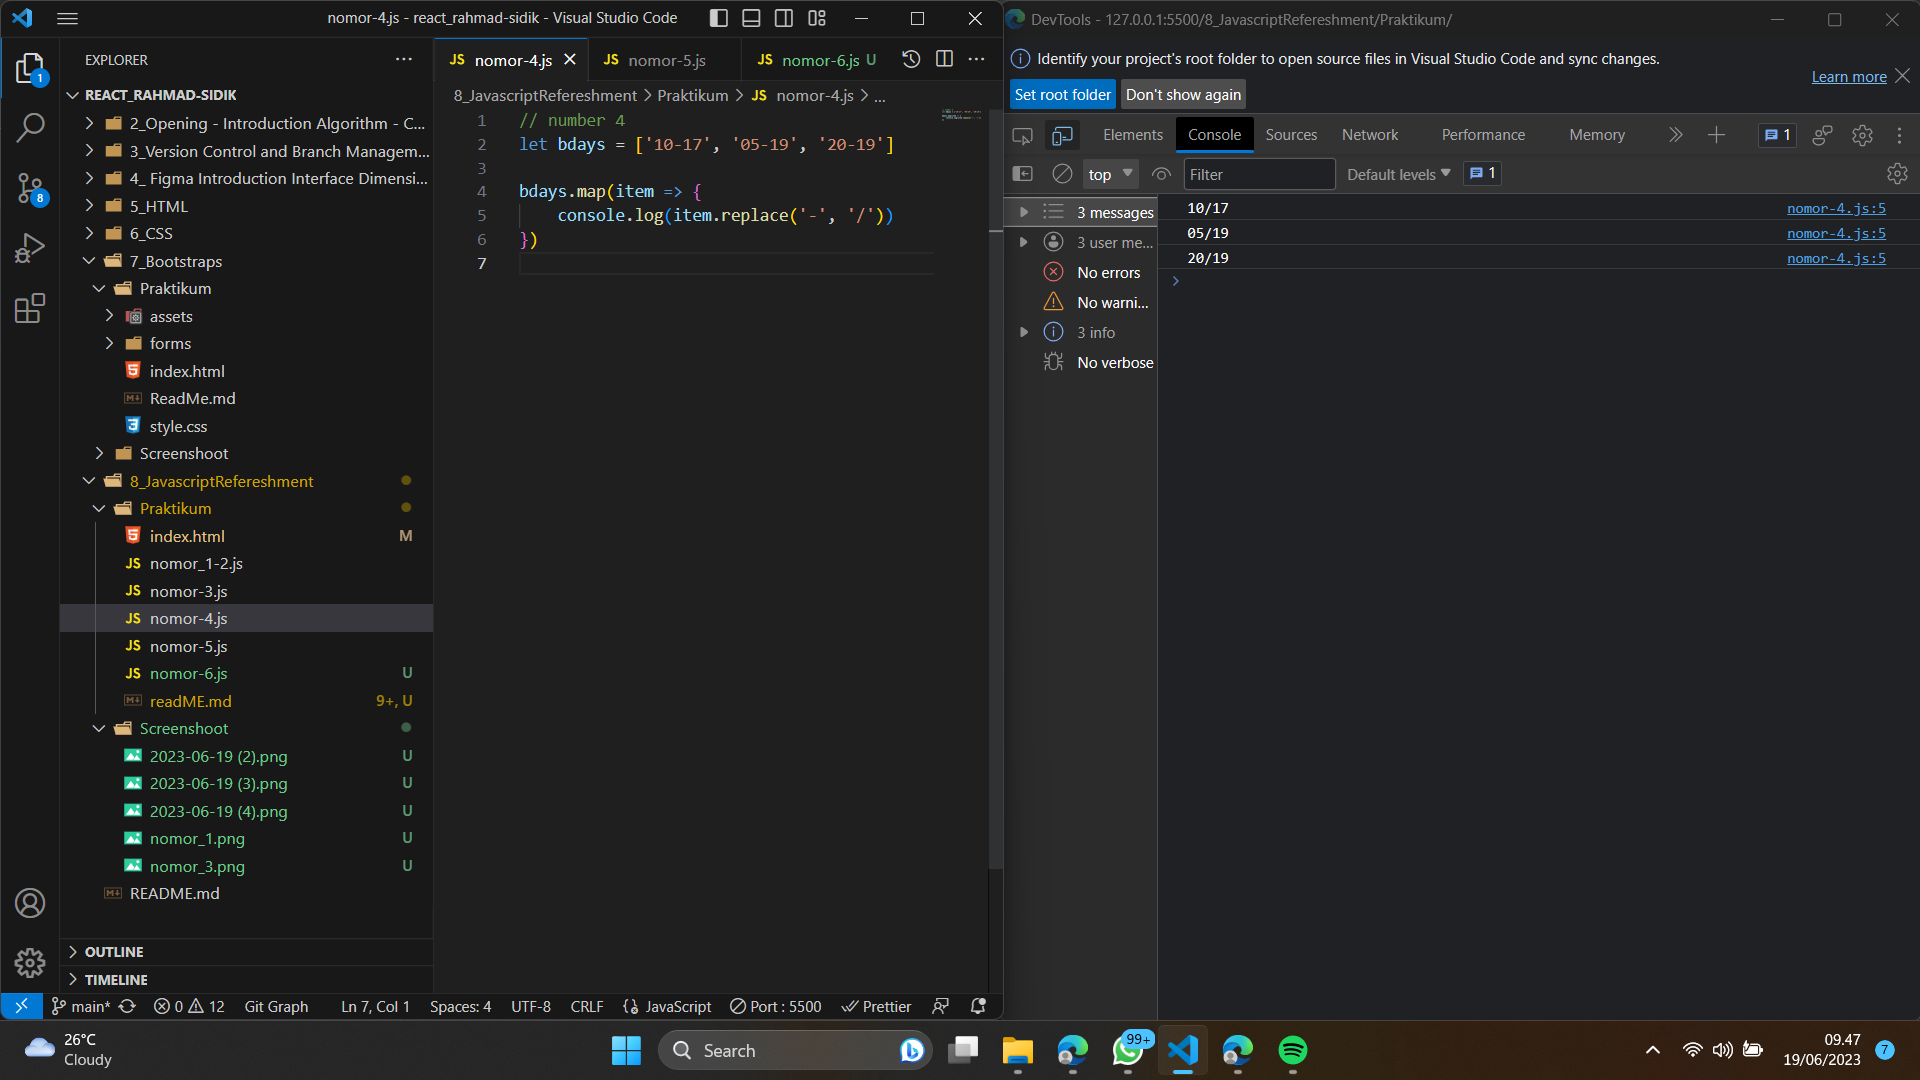 nomor-4.js - react_rahmad-sidik - Visual Studio Code
EXPLORER
REACT_RAHMAD-SIDIK
2_Opening - Introduction Algorithm - C...
3_Version Control and Branch Managem...
4_ Figma Introduction Interface Dimensi...
5_HTML
6_CSS
7_Bootstraps
Praktikum
assets
forms
index.html
ReadMe.md
style.css
Screenshoot
8_JavascriptRefereshment
Praktikum
index.html M
nomor_1-2.js
nomor-3.js
nomor-4.js
nomor-5.js
nomor-6.js U
readME.md 9+, U
Screenshoot
2023-06-19 (2).png U
2023-06-19 (3).png U
2023-06-19 (4).png U
nomor_1.png U
nomor_3.png U
README.md
OUTLINE
TIMELINE
1
8
JS nomor-4.js JS nomor-5.js JS nomor-6.js U
8_JavascriptRefereshment > Praktikum > JS nomor-4.js > ...
1 // number 4
2 let bdays = ['10-17', '05-19', '20-19']
3
4 bdays.map(item => {
5 console.log(item.replace('-', '/'))
6 })
7
main* 0 12 Git Graph Ln 7, Col 1 Spaces: 4 UTF-8 CRLF JavaScript Port : 5500 Prettier
DevTools - 127.0.0.1:5500/8_JavascriptRefereshment/Praktikum/
Identify your project's root folder to open source files in Visual Studio Code and sync changes.
Learn more
Set root folder Don't show again
Elements Console Sources Network Performance Memory 1
top Filter Default levels 1
3 messages
3 user me...
No errors
No warni...
3 info
No verbose
10/17 nomor-4.js:5
05/19 nomor-4.js:5
20/19 nomor-4.js:5
26°C
Cloudy
Search
99+
09.47
19/06/2023
7